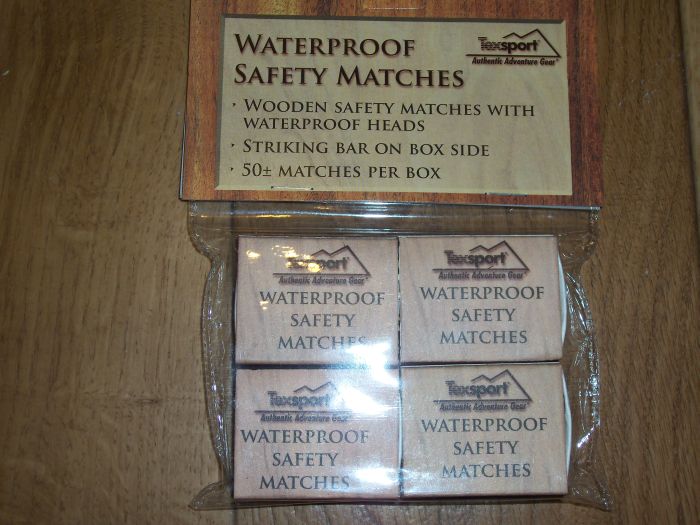 WATERPROOF
SAFETY MATCHES
Texsport®
Authentic Adventure Gear®
· WOODEN SAFETY MATCHES WITH
WATERPROOF HEADS
· STRIKING BAR ON BOX SIDE
· 50± MATCHES PER BOX
Texsport®
Authentic Adventure Gear®
WATERPROOF
SAFETY
MATCHES
Texsport®
Authentic Adventure Gear®
WATERPROOF
SAFETY
MATCHES
Texsport®
Authentic Adventure Gear®
WATERPROOF
SAFETY
MATCHES
Texsport®
Authentic Adventure Gear®
WATERPROOF
SAFETY
MATCHES